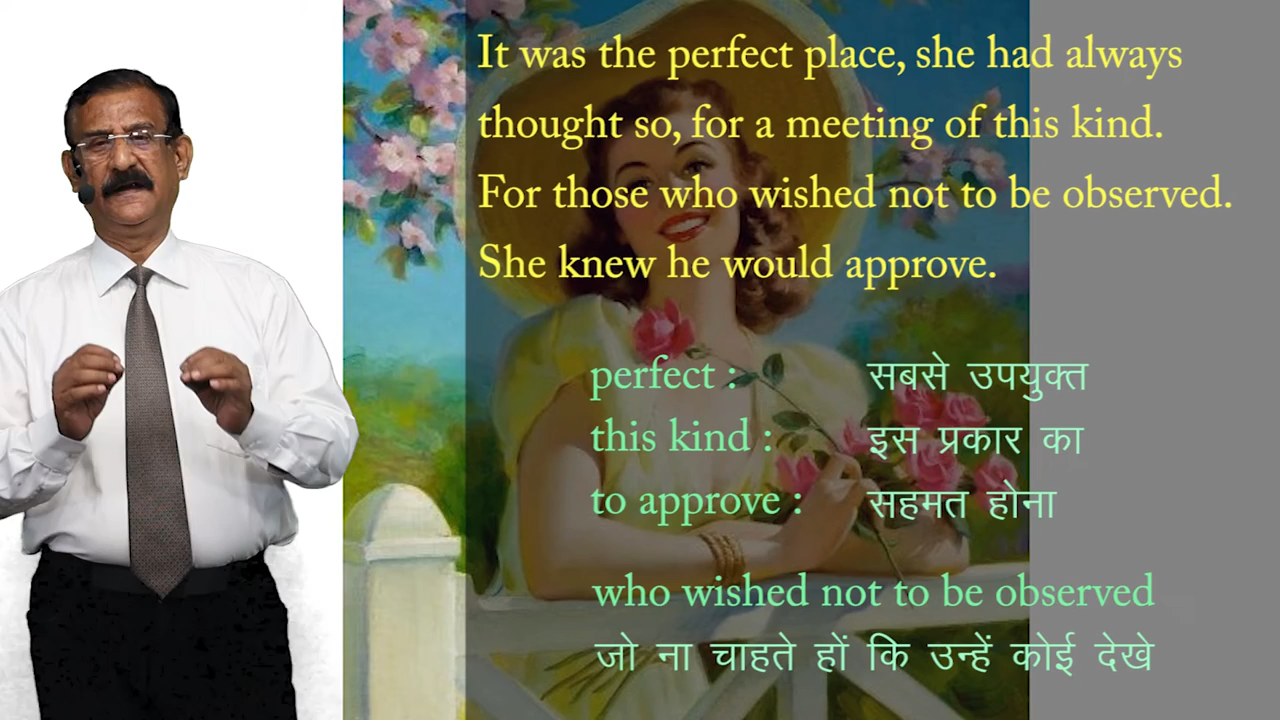 It was the perfect place, she had always
thought so, for a meeting of this kind.
For those who wished not to be observed.
She knew he would approve.
perfect : सबसे उपयुक्त
this kind : इस प्रकार का
to approve : सहमत होना
who wished not to be observed
जो ना चाहते हों कि उन्हें कोई देखे